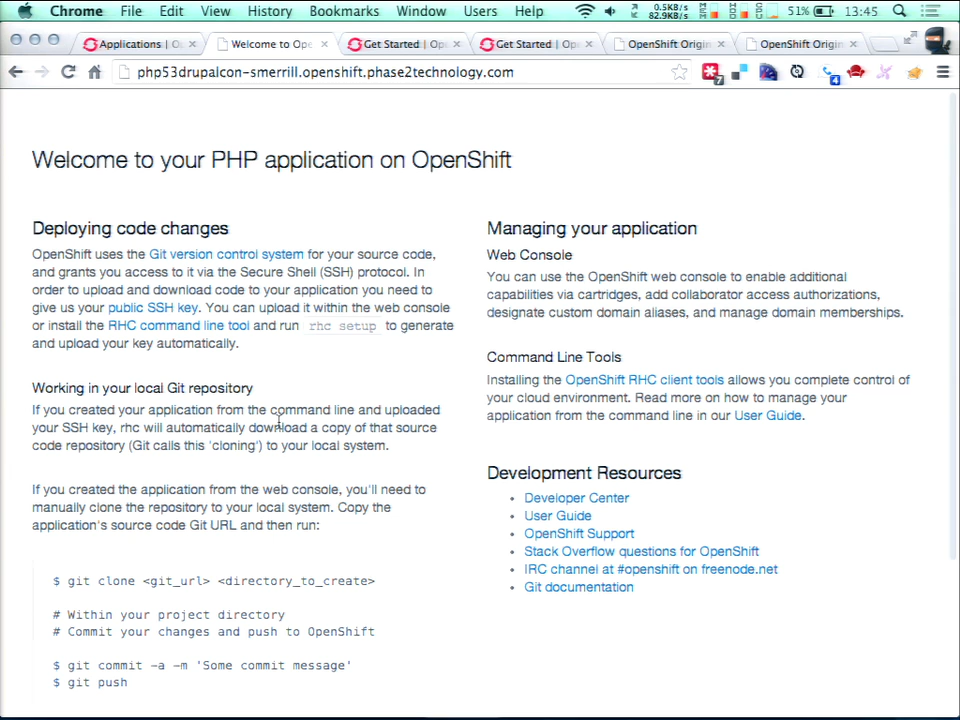 Chrome File Edit View History Bookmarks Window Users Help 0.5KB/s 82.9KB/s 51% 13:45
Applications | O
Welcome to Ope
Get Started | Ope
Get Started | Ope
OpenShift Origin
OpenShift Origin
php53drupalcon-smerrill.openshift.phase2technology.com
7
4
Welcome to your PHP application on OpenShift
Deploying code changes
OpenShift uses the Git version control system for your source code,
and grants you access to it via the Secure Shell (SSH) protocol. In
order to upload and download code to your application you need to
give us your public SSH key. You can upload it within the web console
or install the RHC command line tool and run rhc setup to generate
and upload your key automatically.
Working in your local Git repository
If you created your application from the command line and uploaded
your SSH key, rhc will automatically download a copy of that source
code repository (Git calls this 'cloning') to your local system.
If you created the application from the web console, you'll need to
manually clone the repository to your local system. Copy the
application's source code Git URL and then run:
$ git clone <git_url> <directory_to_create>
# Within your project directory
# Commit your changes and push to OpenShift
$ git commit -a -m 'Some commit message'
$ git push
Managing your application
Web Console
You can use the OpenShift web console to enable additional
capabilities via cartridges, add collaborator access authorizations,
designate custom domain aliases, and manage domain memberships.
Command Line Tools
Installing the OpenShift RHC client tools allows you complete control of
your cloud environment. Read more on how to manage your
application from the command line in our User Guide.
Development Resources
• Developer Center
• User Guide
• OpenShift Support
• Stack Overflow questions for OpenShift
• IRC channel at #openshift on freenode.net
• Git documentation